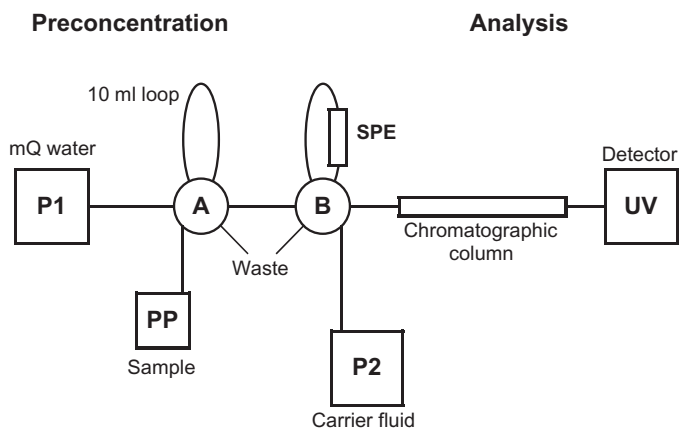 Preconcentration
Analysis
10 ml loop
SPE
mQ water
Detector
P1
A
B
UV
Chromatographic
column
Waste
PP
Sample
P2
Carrier fluid